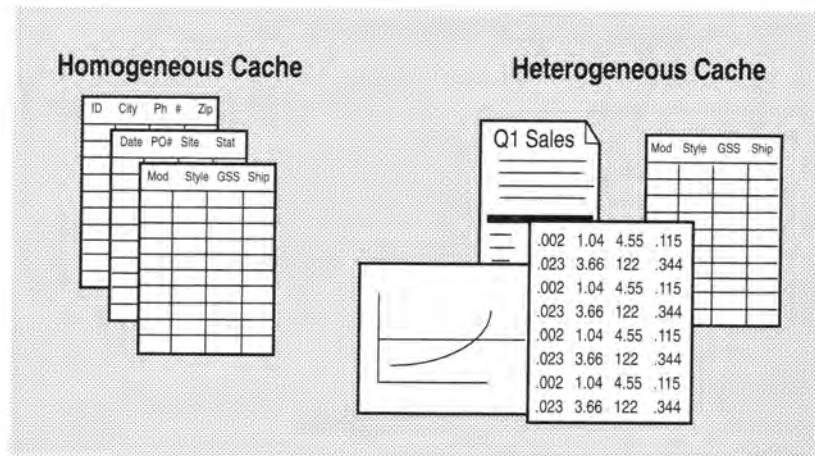 Homogeneous Cache
ID City Ph # Zip
Date PO# Site Stat
Mod Style GSS Ship
Heterogeneous Cache
Q1 Sales
Mod Style GSS Ship
.002 1.04 4.55 .115
.023 3.66 122 .344
.002 1.04 4.55 .115
.023 3.66 122 .344
.002 1.04 4.55 .115
.023 3.66 122 .344
.002 1.04 4.55 .115
.023 3.66 122 .344